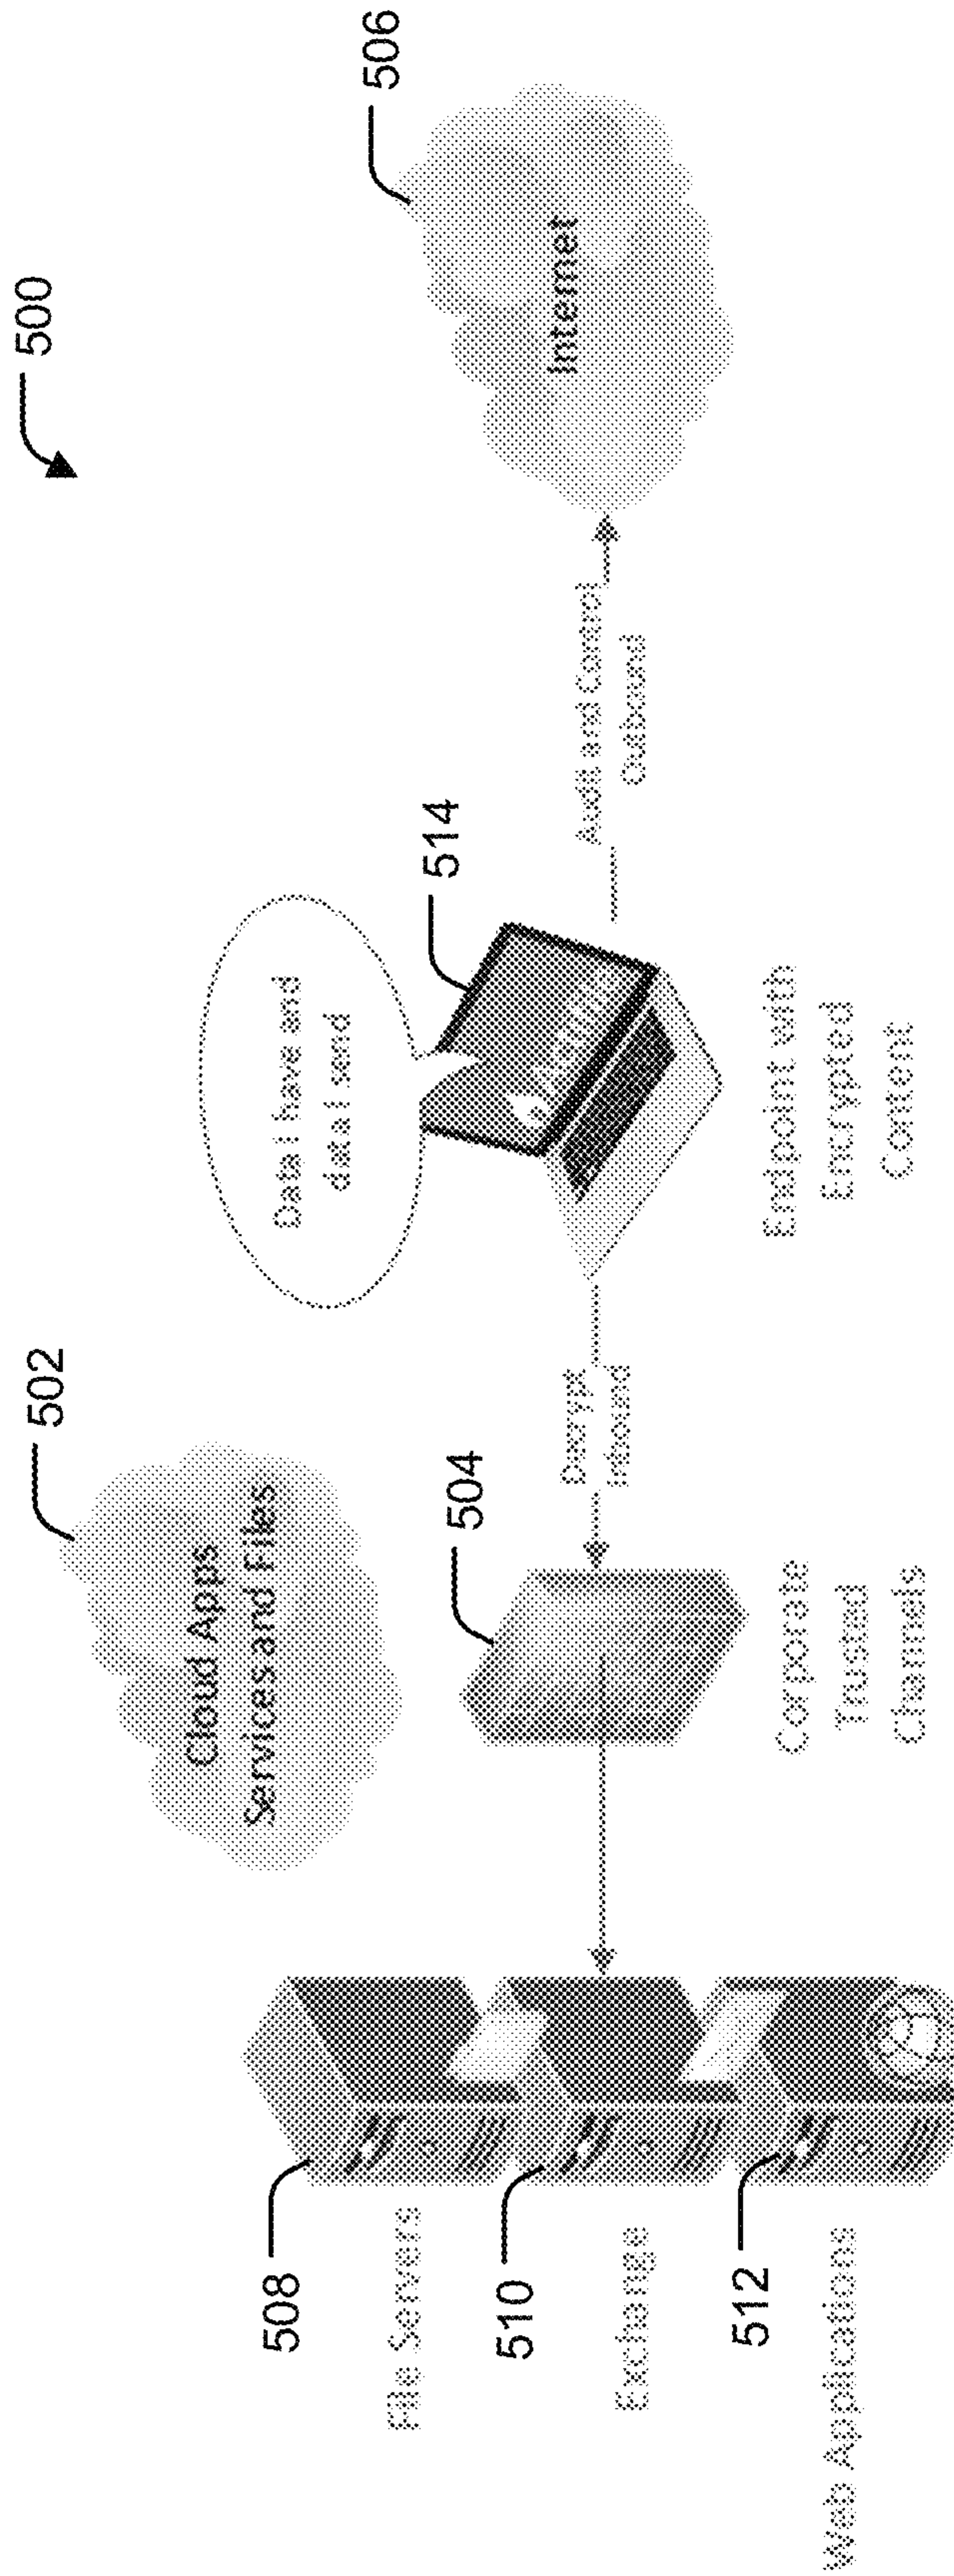 500
502
Cloud Apps
Services and Files
506
Internet
Data I have and
data I send
508
File Servers
510
Exchange
512
Web Applications
504
Corporate
Trusted
Channels
Decrypt
Inbound
514
Endpoint with
Encrypted
Content
Audit and Control
Outbound